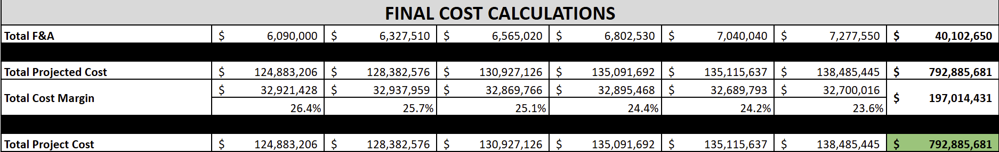 FINAL COST CALCULATIONS
Total F&A $ 6,090,000 $ 6,327,510 $ 6,565,020 $ 6,802,530 $ 7,040,040 $ 7,277,550 $ 40,102,650
Total Projected Cost $ 124,883,206 $ 128,382,576 $ 130,927,126 $ 135,091,692 $ 135,115,637 $ 138,485,445 $ 792,885,681
Total Cost Margin $ 32,921,428 $ 32,937,959 $ 32,869,766 $ 32,895,468 $ 32,689,793 $ 32,700,016 $ 197,014,431
26.4% 25.7% 25.1% 24.4% 24.2% 23.6%
Total Project Cost $ 124,883,206 $ 128,382,576 $ 130,927,126 $ 135,091,692 $ 135,115,637 $ 138,485,445 $ 792,885,681